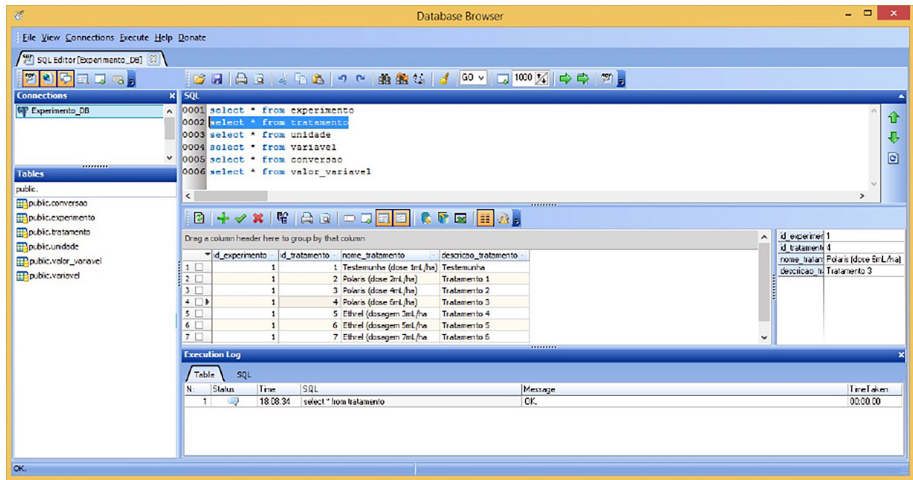 Database Browser
File View Connections Execute Help Donate
SQL Editor [Experimento_DB]
GO 1000
Connections
Experimento_DB
Tables
public.
public.conversao
public.experimento
public.tratamento
public.unidade
public.valor_variavel
public.variavel
SQL
0001 select * from experimento
0002 select * from tratamento
0003 select * from unidade
0004 select * from variavel
0005 select * from conversao
0006 select * from valor_variavel
Drag a column header here to group by that column
id_experimento id_tratamento nome_tratamento descricao_tratamento
1 1 1 Testemunha (dose 1mL/ha) Testemunha
2 1 2 Polaris (dose 2mL/ha) Tratamento 1
3 1 3 Polaris (dose 4mL/ha) Tratamento 2
4 1 4 Polaris (dose 6mL/ha) Tratamento 3
5 1 5 Ethrel (dosagem 3mL/ha Tratamento 4
6 1 6 Ethrel (dosagem 5mL/ha Tratamento 5
7 1 7 Ethrel (dosagem 7mL/ha Tratamento 6
id_experimer 1
id_tratament 4
nome_tratam Polaris (dose 6mL/ha)
descricao_tr Tratamento 3
Execution Log
Table SQL
N. Status Time SQL Message TimeTaken
1 18:08:34 select * from tratamento OK. 00:00:00
OK.